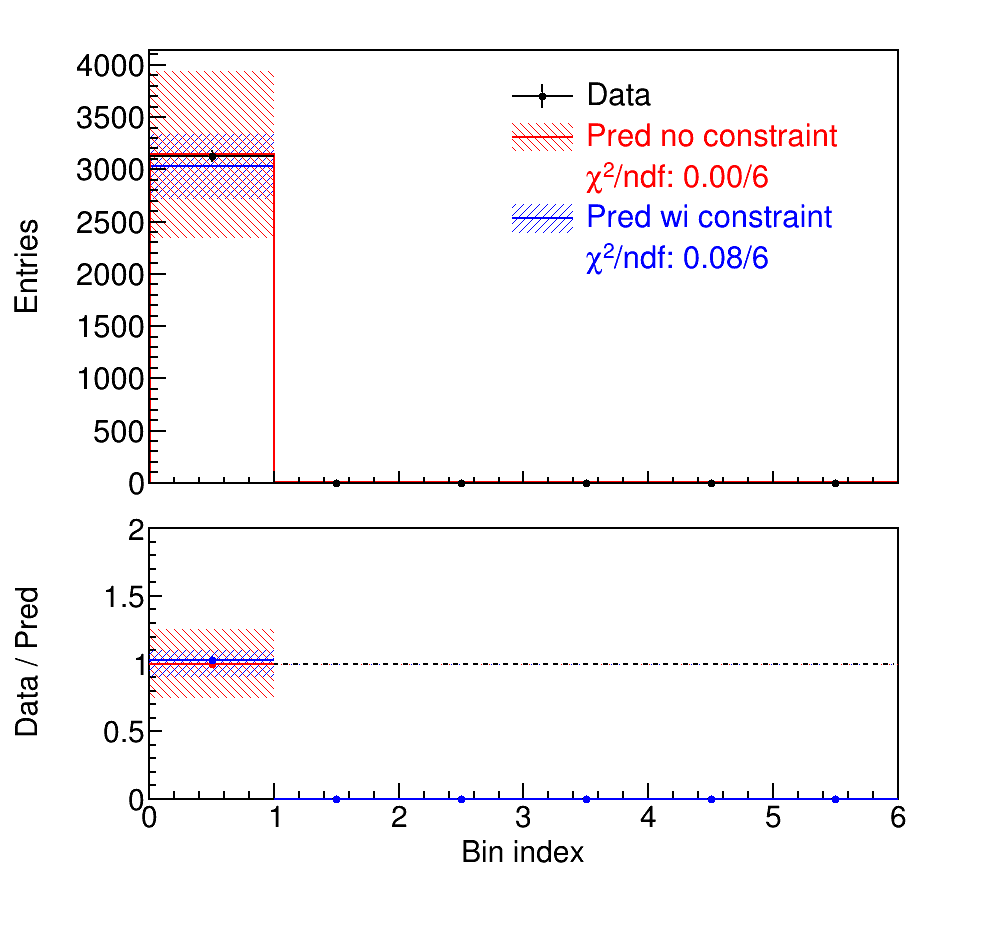 4000
3500
3000
2500
2000
1500
1000
500
0
Entries
Data
Pred no constraint
χ²/ndf: 0.00/6
Pred wi constraint
χ²/ndf: 0.08/6
2
1.5
1
0.5
0
Data / Pred
0 1 2 3 4 5 6
Bin index